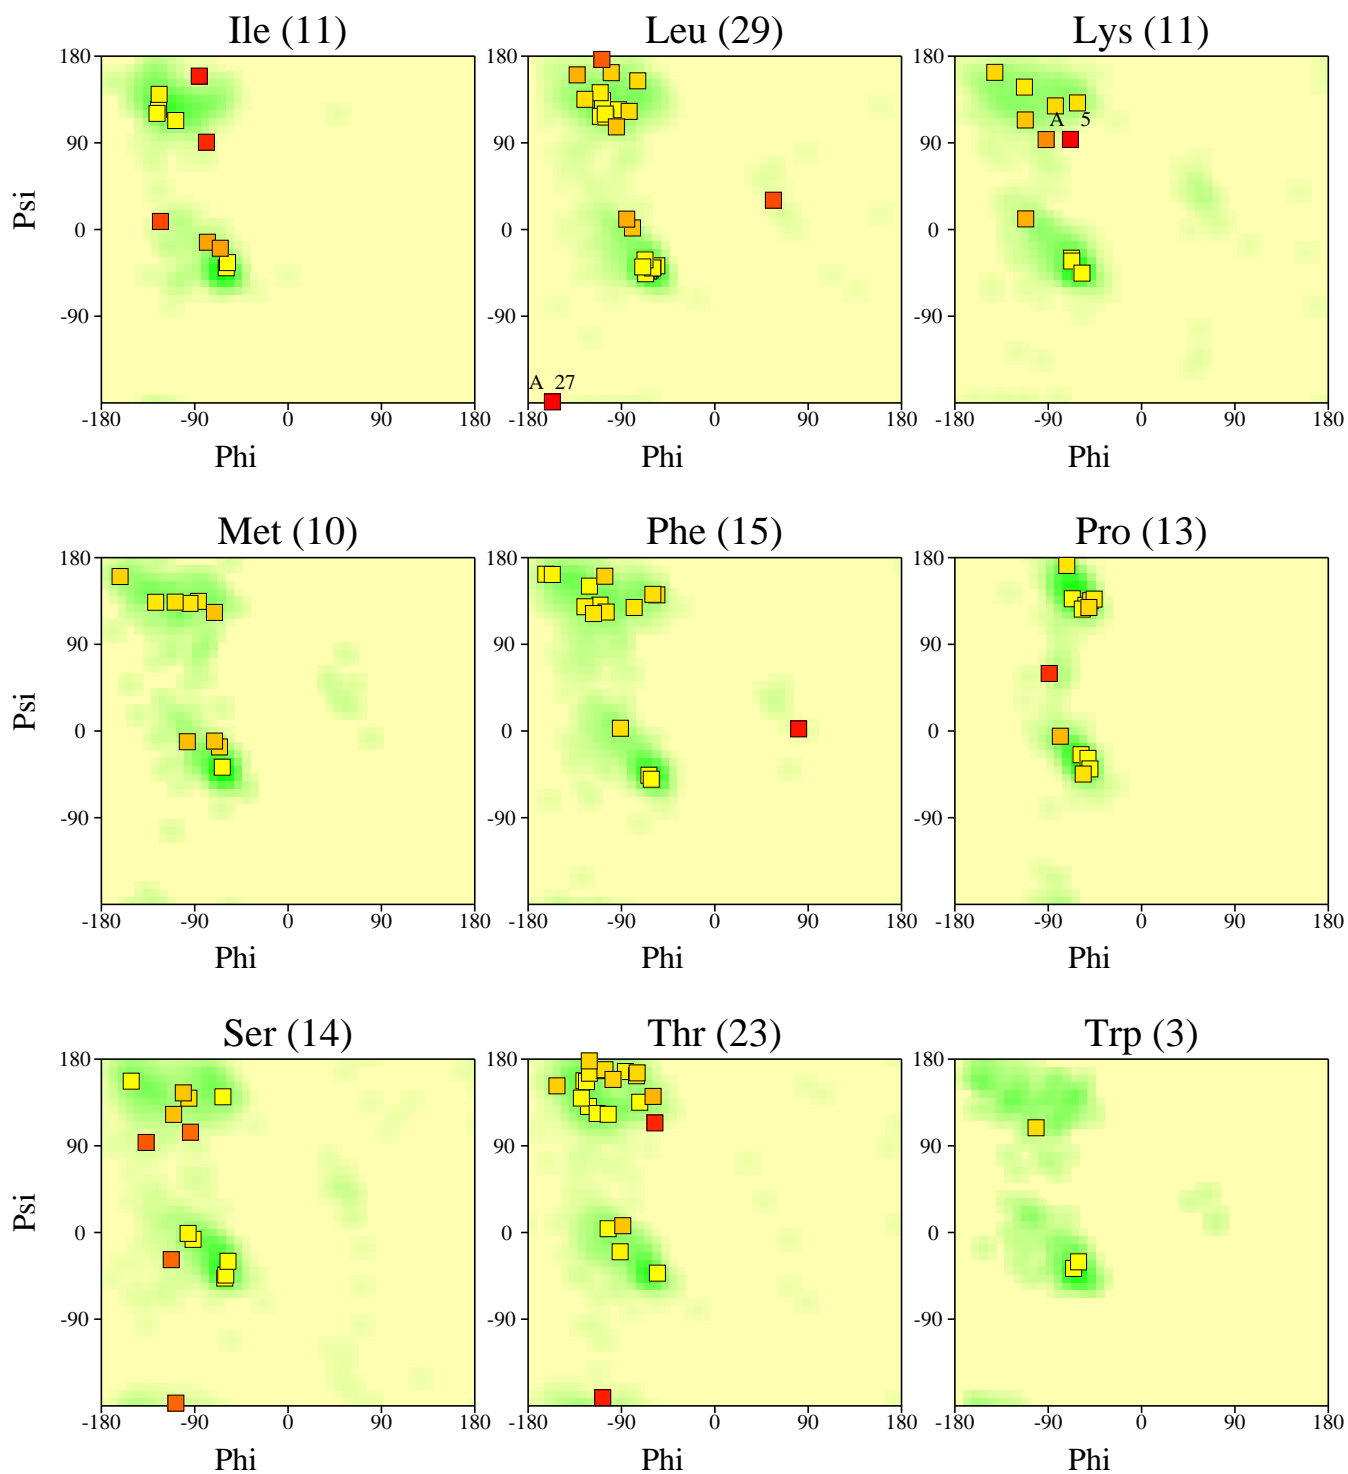 Ile (11) Leu (29) Lys (11)
180 180 180
90 90 A 5 90
Psi 0 0 0
-90 -90 -90
A 27
-180 -90 0 90 180 -180 -90 0 90 180 -180 -90 0 90 180
Phi Phi Phi
Met (10) Phe (15) Pro (13)
180 180 180
90 90 90
Psi 0 0 0
-90 -90 -90
-180 -90 0 90 180 -180 -90 0 90 180 -180 -90 0 90 180
Phi Phi Phi
Ser (14) Thr (23) Trp (3)
180 180 180
90 90 90
Psi 0 0 0
-90 -90 -90
-180 -90 0 90 180 -180 -90 0 90 180 -180 -90 0 90 180
Phi Phi Phi